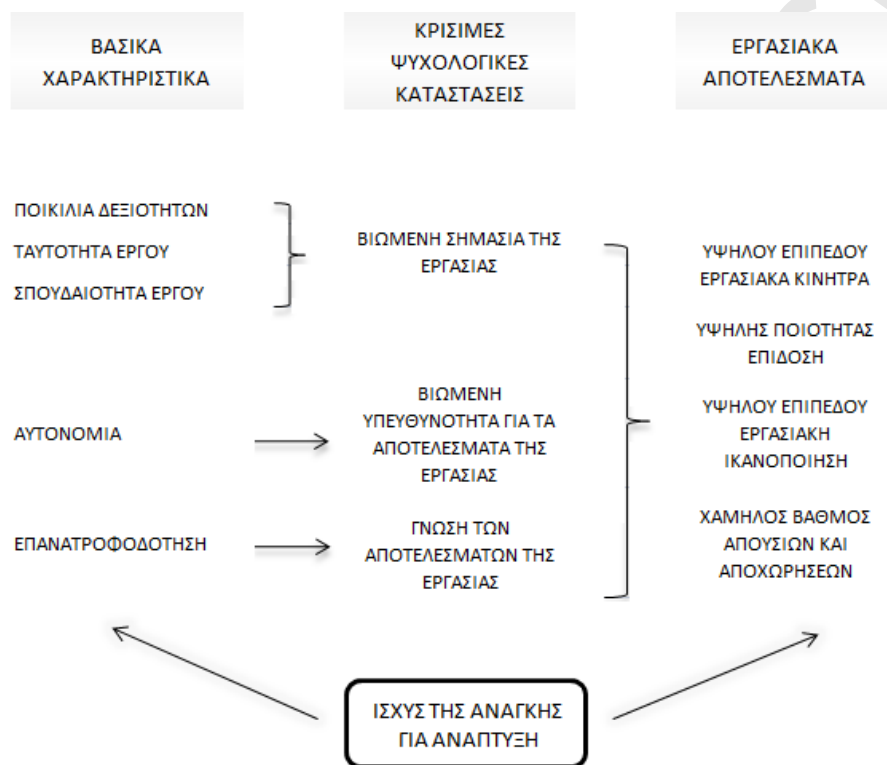 ΒΑΣΙΚΑ
ΧΑΡΑΚΤΗΡΙΣΤΙΚΑ
ΚΡΙΣΙΜΕΣ
ΨΥΧΟΛΟΓΙΚΕΣ
ΚΑΤΑΣΤΑΣΕΙΣ
ΕΡΓΑΣΙΑΚΑ
ΑΠΟΤΕΛΕΣΜΑΤΑ
ΠΟΙΚΙΛΙΑ ΔΕΞΙΟΤΗΤΩΝ
ΤΑΥΤΟΤΗΤΑ ΕΡΓΟΥ
ΣΠΟΥΔΑΙΟΤΗΤΑ ΕΡΓΟΥ
ΒΙΩΜΕΝΗ ΣΗΜΑΣΙΑ ΤΗΣ
ΕΡΓΑΣΙΑΣ
ΥΨΗΛΟΥ ΕΠΙΠΕΔΟΥ
ΕΡΓΑΣΙΑΚΑ ΚΙΝΗΤΡΑ
ΥΨΗΛΗΣ ΠΟΙΟΤΗΤΑΣ
ΕΠΙΔΟΣΗ
ΑΥΤΟΝΟΜΙΑ
ΒΙΩΜΕΝΗ
ΥΠΕΥΘΥΝΟΤΗΤΑ ΓΙΑ ΤΑ
ΑΠΟΤΕΛΕΣΜΑΤΑ ΤΗΣ
ΕΡΓΑΣΙΑΣ
ΥΨΗΛΟΥ ΕΠΙΠΕΔΟΥ
ΕΡΓΑΣΙΑΚΗ
ΙΚΑΝΟΠΟΙΗΣΗ
ΕΠΑΝΑΤΡΟΦΟΔΟΤΗΣΗ
ΓΝΩΣΗ ΤΩΝ
ΑΠΟΤΕΛΕΣΜΑΤΩΝ ΤΗΣ
ΕΡΓΑΣΙΑΣ
ΧΑΜΗΛΟΣ ΒΑΘΜΟΣ
ΑΠΟΥΣΙΩΝ ΚΑΙ
ΑΠΟΧΩΡΗΣΕΩΝ
ΙΣΧΥΣ ΤΗΣ ΑΝΑΓΚΗΣ
ΓΙΑ ΑΝΑΠΤΥΞΗ